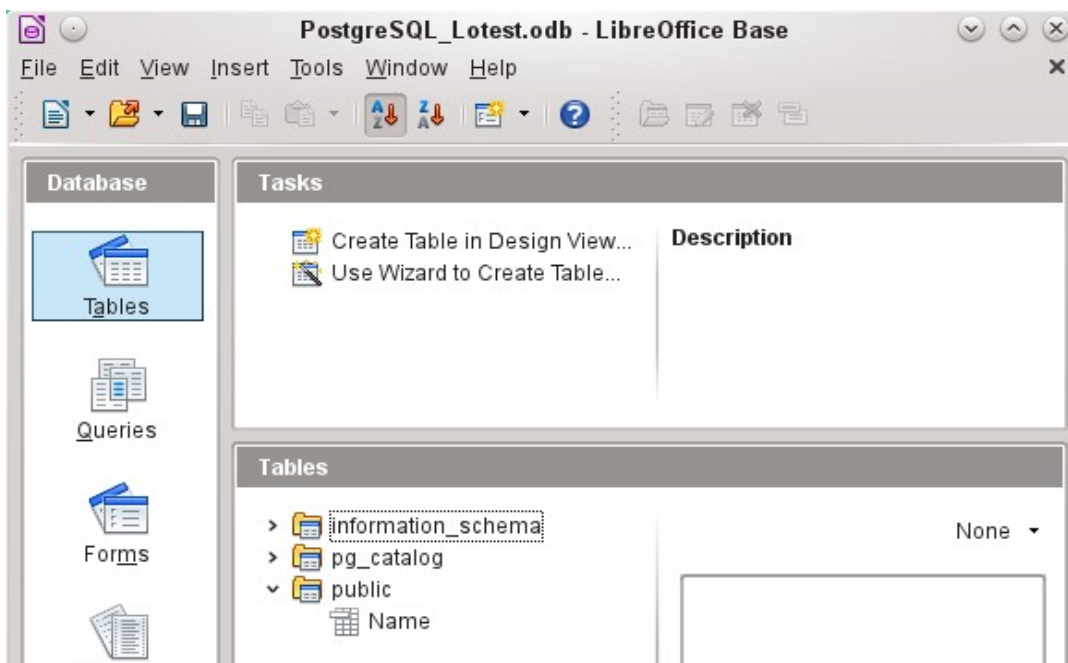 PostgreSQL_Lotest.odb - LibreOffice Base
File Edit View Insert Tools Window Help
Database
Tables
Queries
Forms
Tasks
Create Table in Design View...
Use Wizard to Create Table...
Description
Tables
information_schema
pg_catalog
public
Name
None